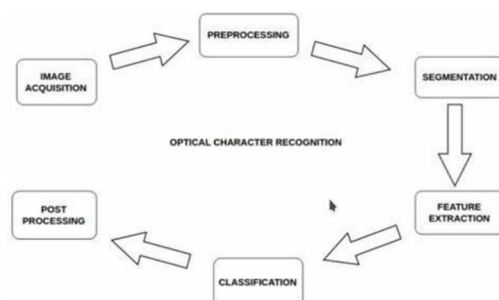 PREPROCESSING
IMAGE
ACQUISITION
SEGMENTATION
OPTICAL CHARACTER RECOGNITION
POST
PROCESSING
FEATURE
EXTRACTION
CLASSIFICATION